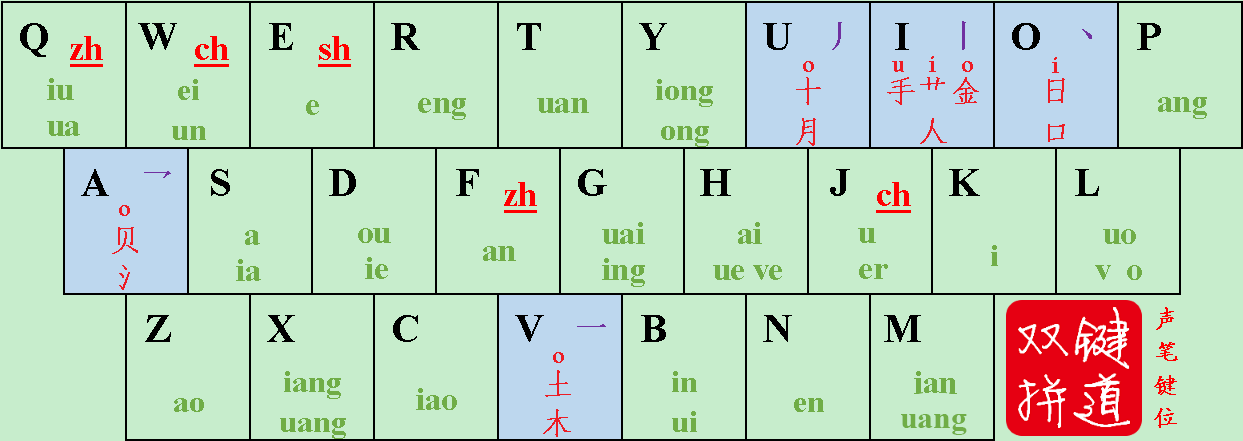 Q zh W ch E sh R T Y U 丿 I 丨 O 丶 P
o u i o i
iu ei e eng uan iong 十 手 艹 金 日 ang
ua un ong 月 人 口
A 乛 S D F zh G H J ch K L
o
贝 a ou an uai ai u i uo
氵 ia ie ing ue ve er v o
Z X C V 一 B N M
o
ao iang iao 土 in en ian
uang 木 ui uang
双键
拼道
声
笔
键
位